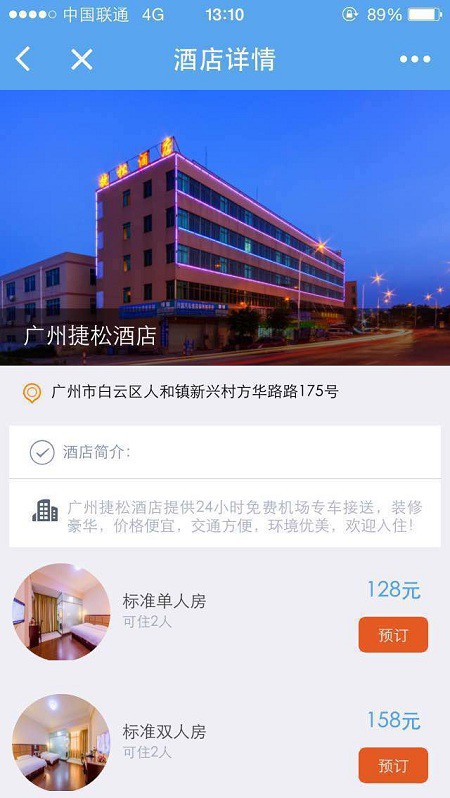 中国联通 4G 13:10 89%
酒店详情
捷松酒店
广州捷松酒店
广州市白云区人和镇新兴村方华路路175号
酒店简介：
广州捷松酒店提供24小时免费机场专车接送，装修
豪华，价格便宜，交通方便，环境优美，欢迎入住！
标准单人房
128元
可住2人
预订
标准双人房
158元
可住2人
预订